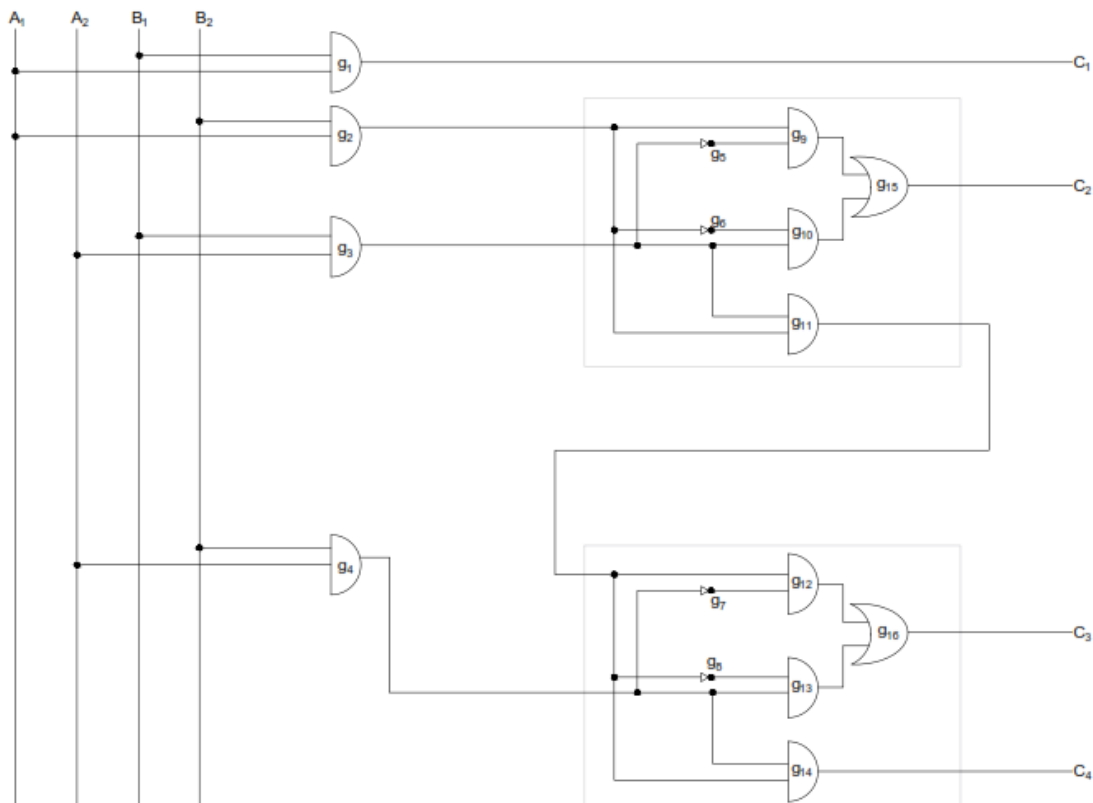 A₁ A₂ B₁ B₂
g₁ C₁
g₂ g₉
g₅
g₁₅ C₂
g₆
g₃ g₁₀
g₁₁
g₄ g₁₂
g₇
g₁₆ C₃
g₈
g₁₃
g₁₄ C₄